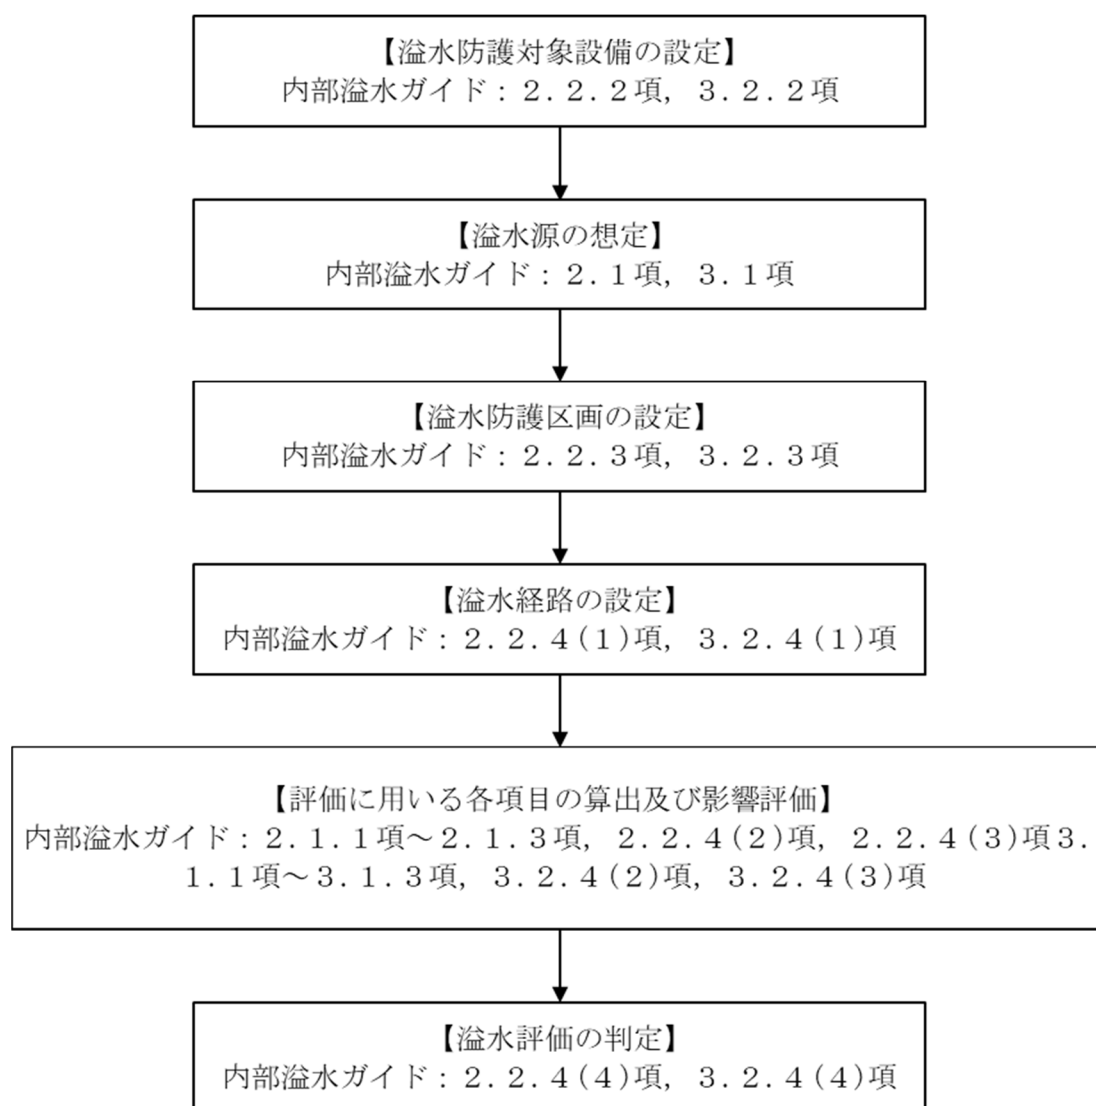 【溢水防護対象設備の設定】
内部溢水ガイド：２．２．２項，３．２．２項
【溢水源の想定】
内部溢水ガイド：２．１項，３．１項
【溢水防護区画の設定】
内部溢水ガイド：２．２．３項，３．２．３項
【溢水経路の設定】
内部溢水ガイド：２．２．４(１)項，３．２．４(１)項
【評価に用いる各項目の算出及び影響評価】
内部溢水ガイド：２．１．１項～２．１．３項，２．２．４(２)項，２．２．４(３)項３．
１．１項～３．１．３項，３．２．４(２)項，３．２．４(３)項
【溢水評価の判定】
内部溢水ガイド：２．２．４(４)項，３．２．４(４)項